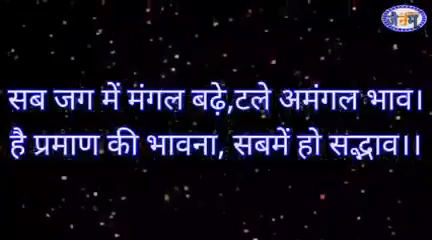 सब जग में मंगल बढ़े,टले अमंगल भाव।
है प्रमाण की भावना, सबमें हो सद्भाव।।